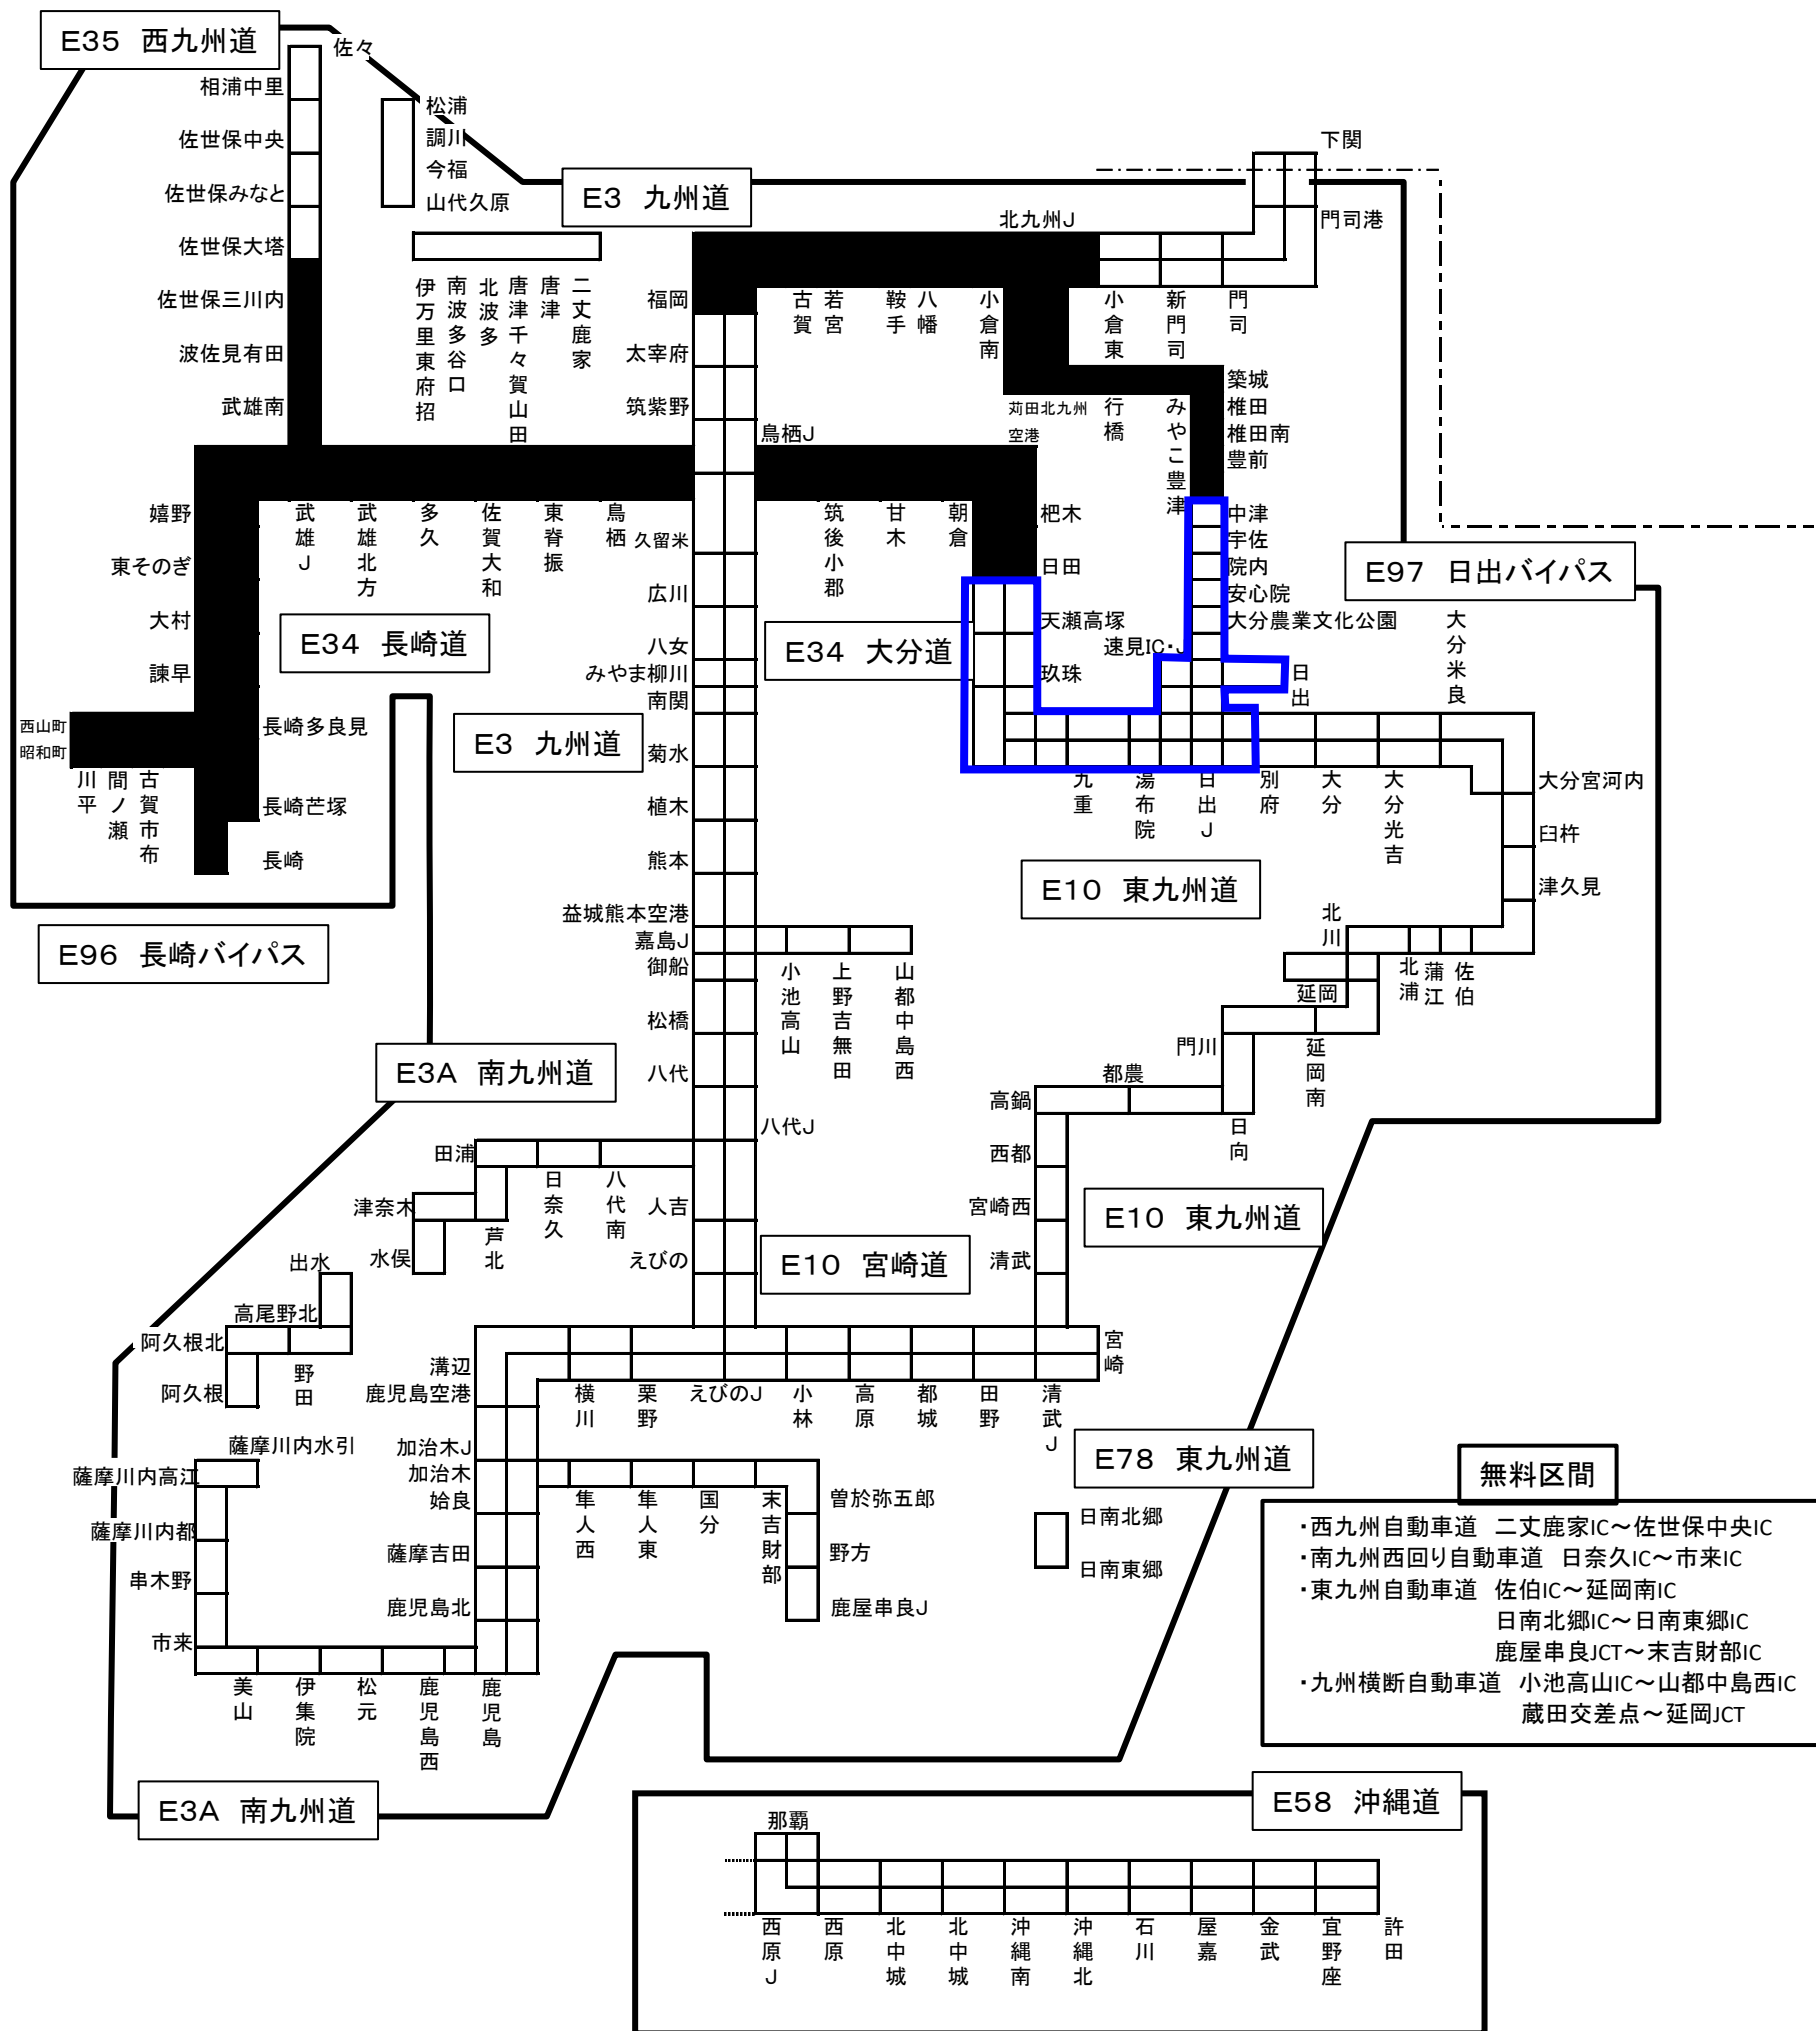 E35 西九州道
佐々
相浦中里
佐世保中央
佐世保みなと
佐世保大塔
佐世保三川内
波佐見有田
武雄南
松浦
調川
今福
山代久原
E3 九州道
伊万里東府招
南波多谷口
北波多
唐津千々賀山田
唐津
二丈鹿家
下関
門司港
北九州J
福岡
太宰府
筑紫野
鳥栖J
古賀
若宮
鞍手
八幡
小倉南
小倉東
新門司
門司
苅田北九州
空港
行橋
みやこ豊津
築城
椎田
椎田南
豊前
中津
宇佐
院内
安心院
大分農業文化公園
速見IC・J
日出
嬉野
東そのぎ
大村
諫早
西山町
昭和町
川平
間ノ瀬
古賀市布
長崎多良見
長崎芒塚
長崎
武雄J
武雄北方
多久
佐賀大和
東脊振
鳥栖
久留米
広川
八女
みやま柳川
南関
菊水
植木
熊本
益城熊本空港
嘉島J
御船
松橋
八代
筑後小郡
甘木
朝倉
杷木
日田
天瀬高塚
玖珠
E34 長崎道
E34 大分道
E97 日出バイパス
E3 九州道
大分米良
九重
湯布院
日出J
別府
大分
大分光吉
大分宮河内
臼杵
津久見
E10 東九州道
E96 長崎バイパス
小池高山
上野吉無田
山都中島西
北川
北浦
蒲江
佐伯
延岡
延岡南
門川
日向
都農
高鍋
西都
宮崎西
清武
E3A 南九州道
八代J
田浦
日奈久
八代南
津奈木
芦北
水俣
人吉
えびの
E10 宮崎道
E10 東九州道
出水
高尾野北
阿久根北
野田
阿久根
溝辺
鹿児島空港
横川
栗野
えびのJ
小林
高原
都城
田野
清武J
宮崎
薩摩川内水引
薩摩川内高江
薩摩川内都
串木野
市来
加治木J
加治木
姶良
薩摩吉田
鹿児島北
隼人西
隼人東
国分
末吉財部
曽於弥五郎
野方
鹿屋串良J
E78 東九州道
日南北郷
日南東郷
美山
伊集院
松元
鹿児島西
鹿児島
E3A 南九州道
無料区間
・西九州自動車道 二丈鹿家IC～佐世保中央IC
・南九州西回り自動車道 日奈久IC～市来IC
・東九州自動車道 佐伯IC～延岡南IC
日南北郷IC～日南東郷IC
鹿屋串良JCT～末吉財部IC
・九州横断自動車道 小池高山IC～山都中島西IC
蔵田交差点～延岡JCT
E58 沖縄道
那覇
西原J
西原
北中城
北中城
沖縄南
沖縄北
石川
屋嘉
金武
宜野座
許田